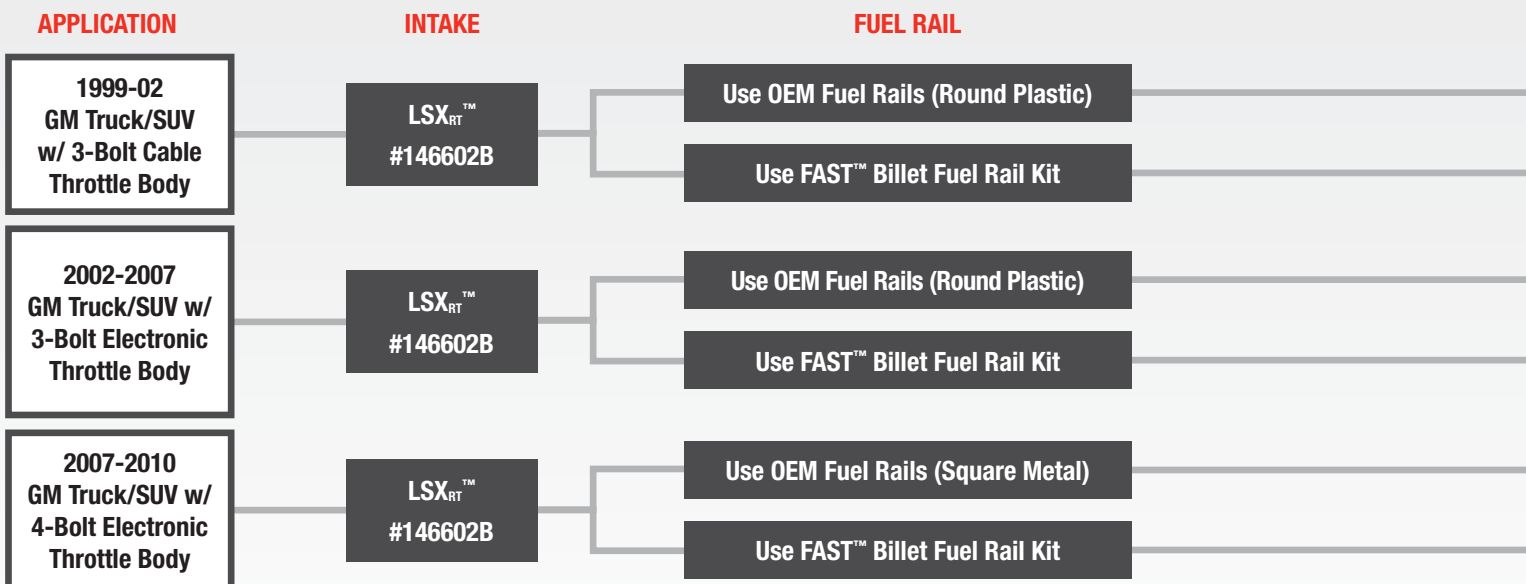 APPLICATION INTAKE FUEL RAIL
1999-02
GM Truck/SUV
w/ 3-Bolt Cable
Throttle Body
LSXRT™
#146602B
Use OEM Fuel Rails (Round Plastic)
Use FAST™ Billet Fuel Rail Kit
2002-2007
GM Truck/SUV w/
3-Bolt Electronic
Throttle Body
LSXRT™
#146602B
Use OEM Fuel Rails (Round Plastic)
Use FAST™ Billet Fuel Rail Kit
2007-2010
GM Truck/SUV w/
4-Bolt Electronic
Throttle Body
LSXRT™
#146602B
Use OEM Fuel Rails (Square Metal)
Use FAST™ Billet Fuel Rail Kit